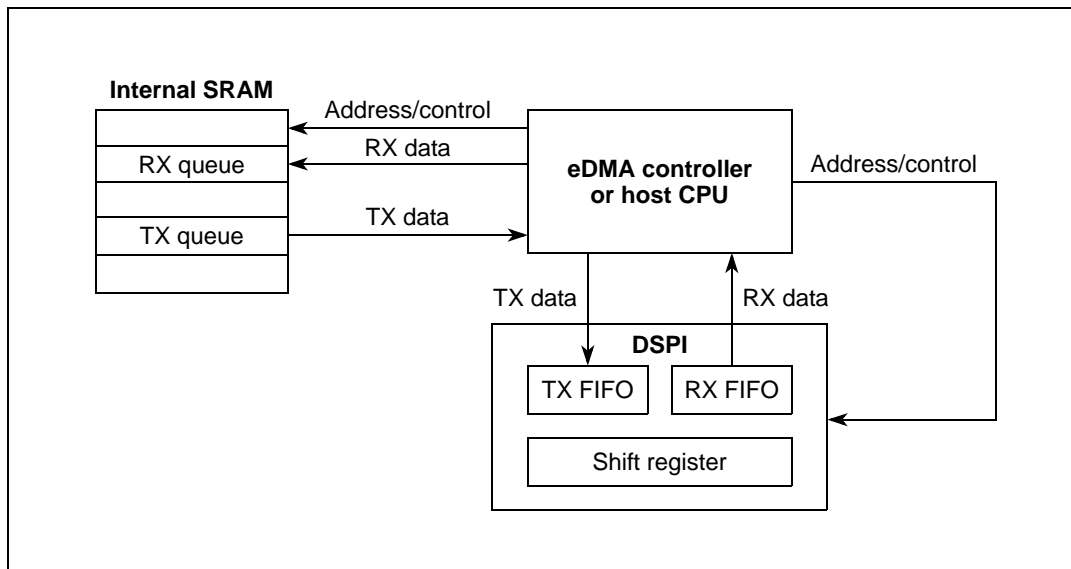 Internal SRAM
Address/control
RX data
RX queue
eDMA controller
or host CPU
Address/control
TX data
TX queue
TX data
RX data
DSPI
TX FIFO
RX FIFO
Shift register